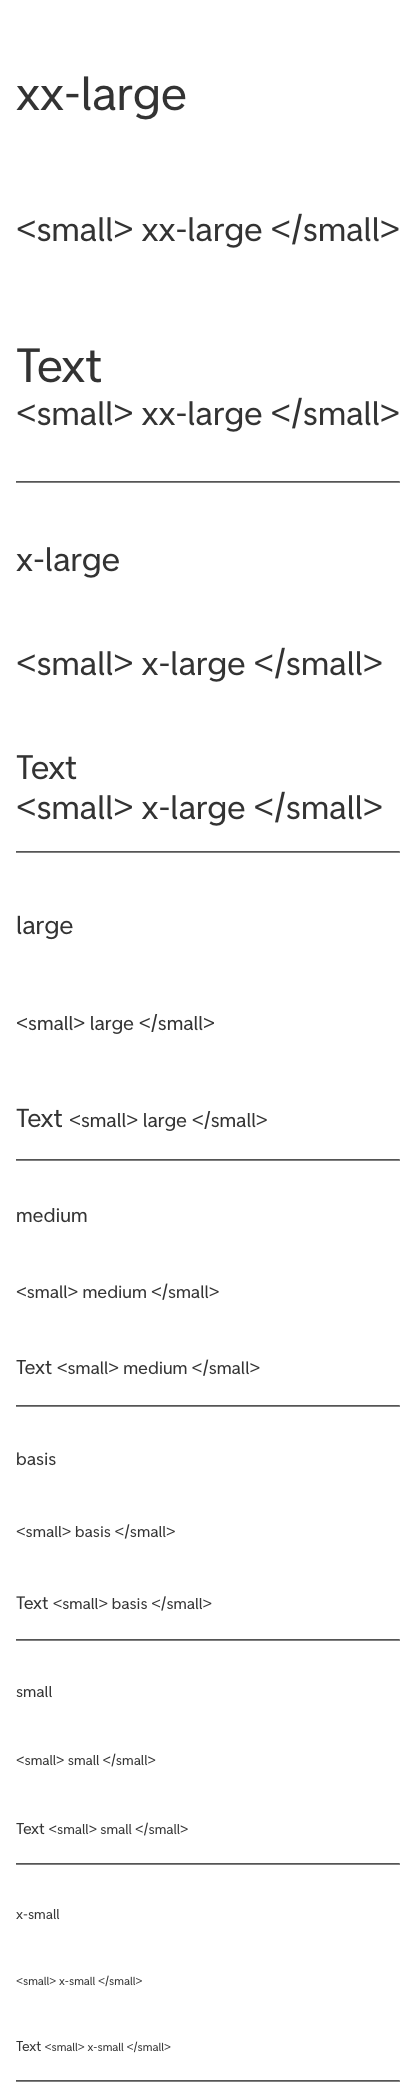 xx-large
<small> xx-large </small>
Text
<small> xx-large </small>
x-large
<small> x-large </small>
Text
<small> x-large </small>
large
<small> large </small>
Text <small> large </small>
medium
<small> medium </small>
Text <small> medium </small>
basis
<small> basis </small>
Text <small> basis </small>
small
<small> small </small>
Text <small> small </small>
x-small
<small> x-small </small>
Text <small> x-small </small>